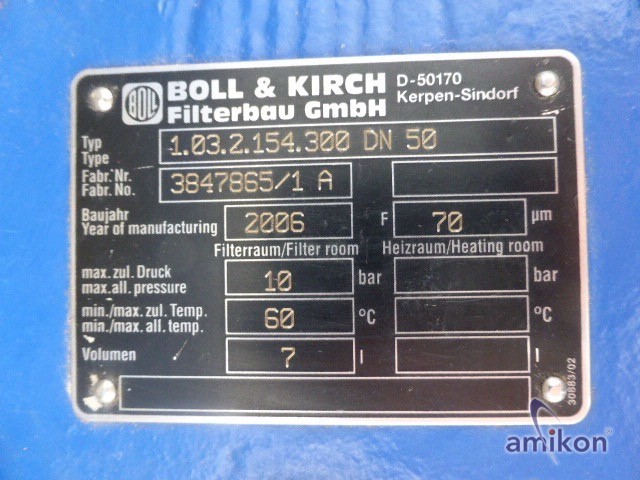 BOLL
BOLL & KIRCH
Filterbau GmbH
D-50170
Kerpen-Sindorf
Typ
Type
1.03.2.154.300 DN 50
Fabr. Nr.
Fabr. No.
3847865/1 A
Baujahr
Year of manufacturing
2006
F 70 µm
Filterraum/Filter room Heizraum/Heating room
max. zul. Druck
max. all. pressure
10 bar bar
min./max. zul. Temp.
min./max. all. temp.
60 °C °C
Volumen 7 l l
30683/02
amikon